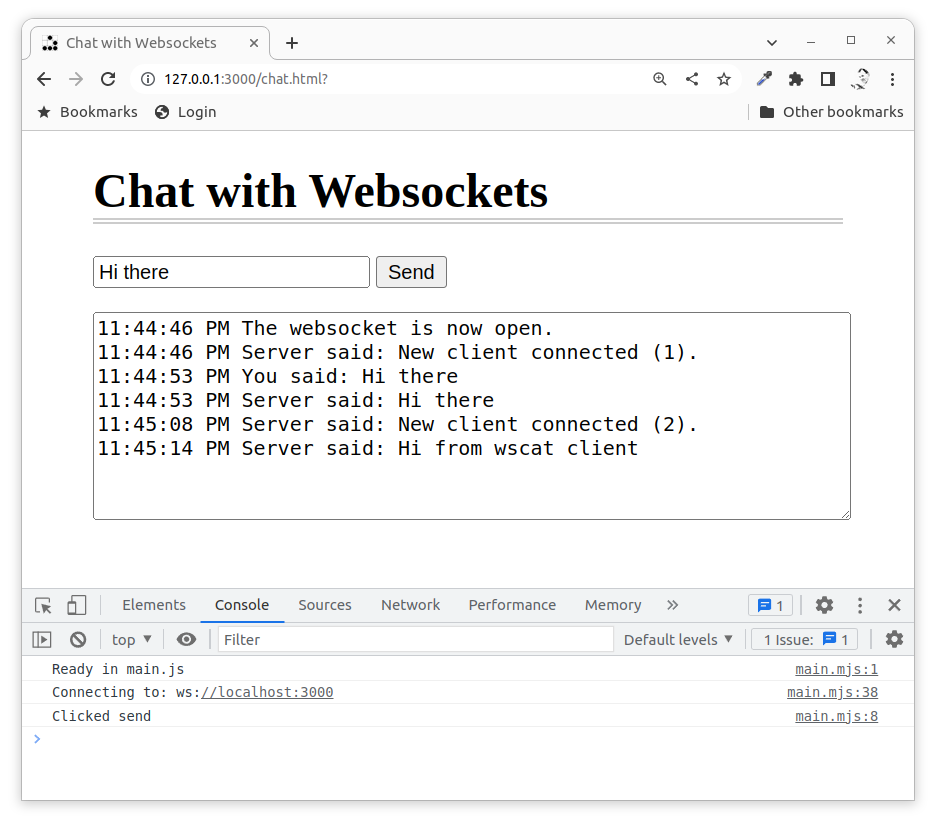 Chat with Websockets
127.0.0.1:3000/chat.html?
Bookmarks Login Other bookmarks
Chat with Websockets
Hi there Send
11:44:46 PM The websocket is now open.
11:44:46 PM Server said: New client connected (1).
11:44:53 PM You said: Hi there
11:44:53 PM Server said: Hi there
11:45:08 PM Server said: New client connected (2).
11:45:14 PM Server said: Hi from wscat client
Elements Console Sources Network Performance Memory 1
top Filter Default levels 1 Issue: 1
Ready in main.js main.mjs:1
Connecting to: ws://localhost:3000 main.mjs:38
Clicked send main.mjs:8